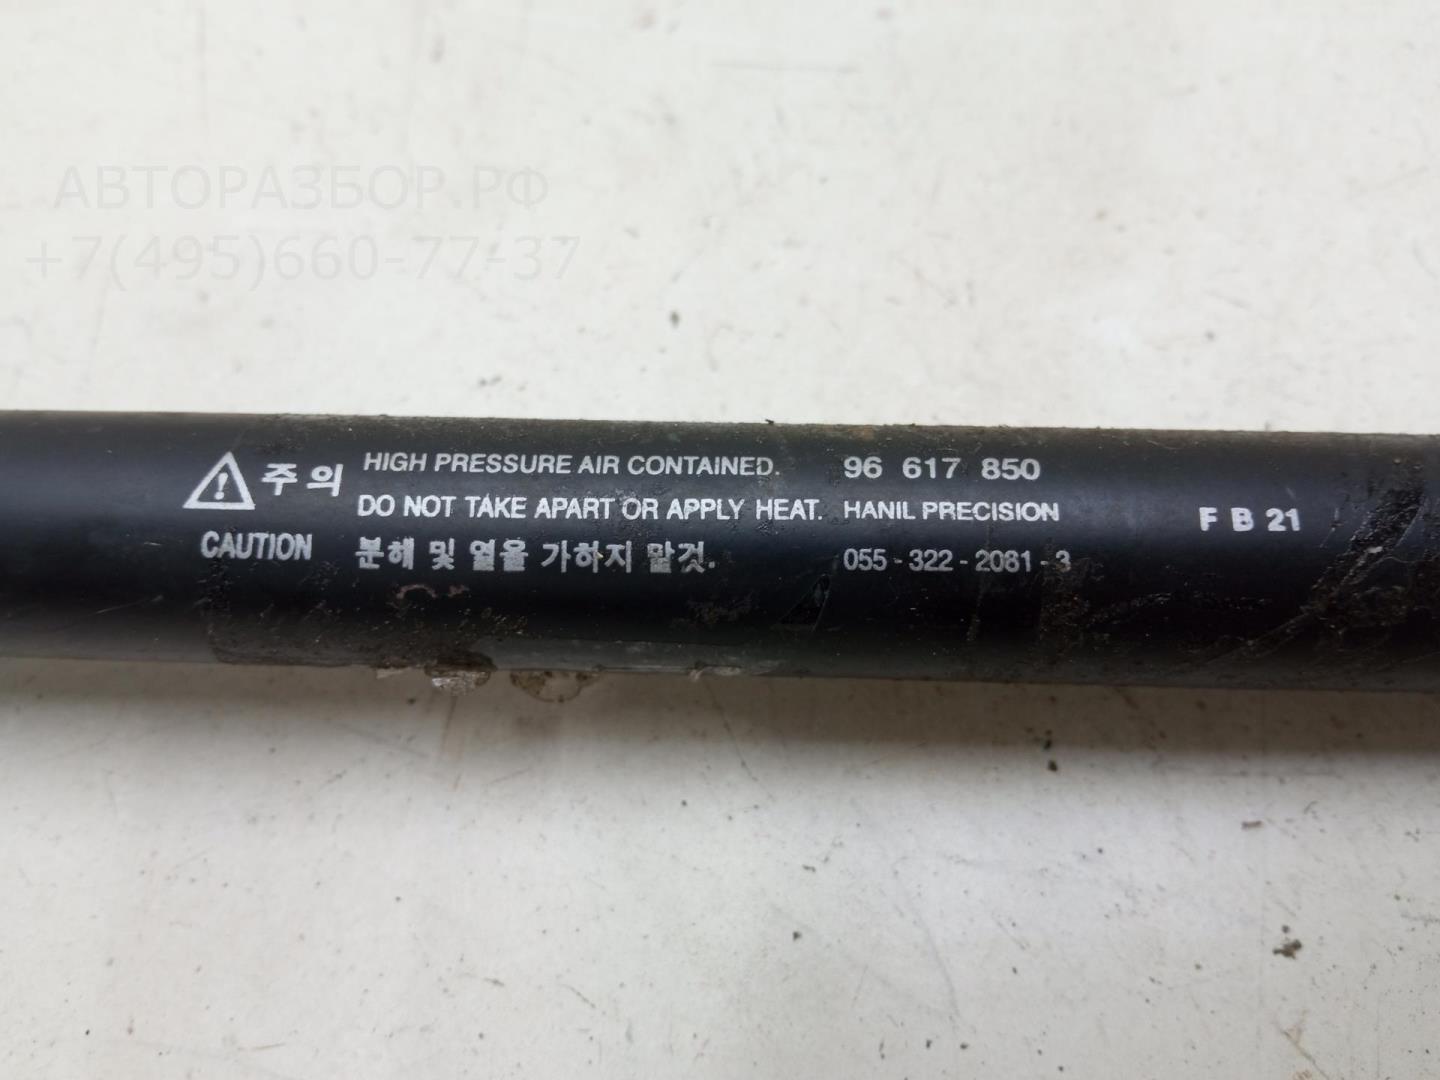 АВТОРАЗБОР.РФ
+7(495)660-77-37
주의 HIGH PRESSURE AIR CONTAINED. 96 617 850
DO NOT TAKE APART OR APPLY HEAT. HANIL PRECISION F B 21
CAUTION 분해 및 열을 가하지 말것. 055-322-2081-3